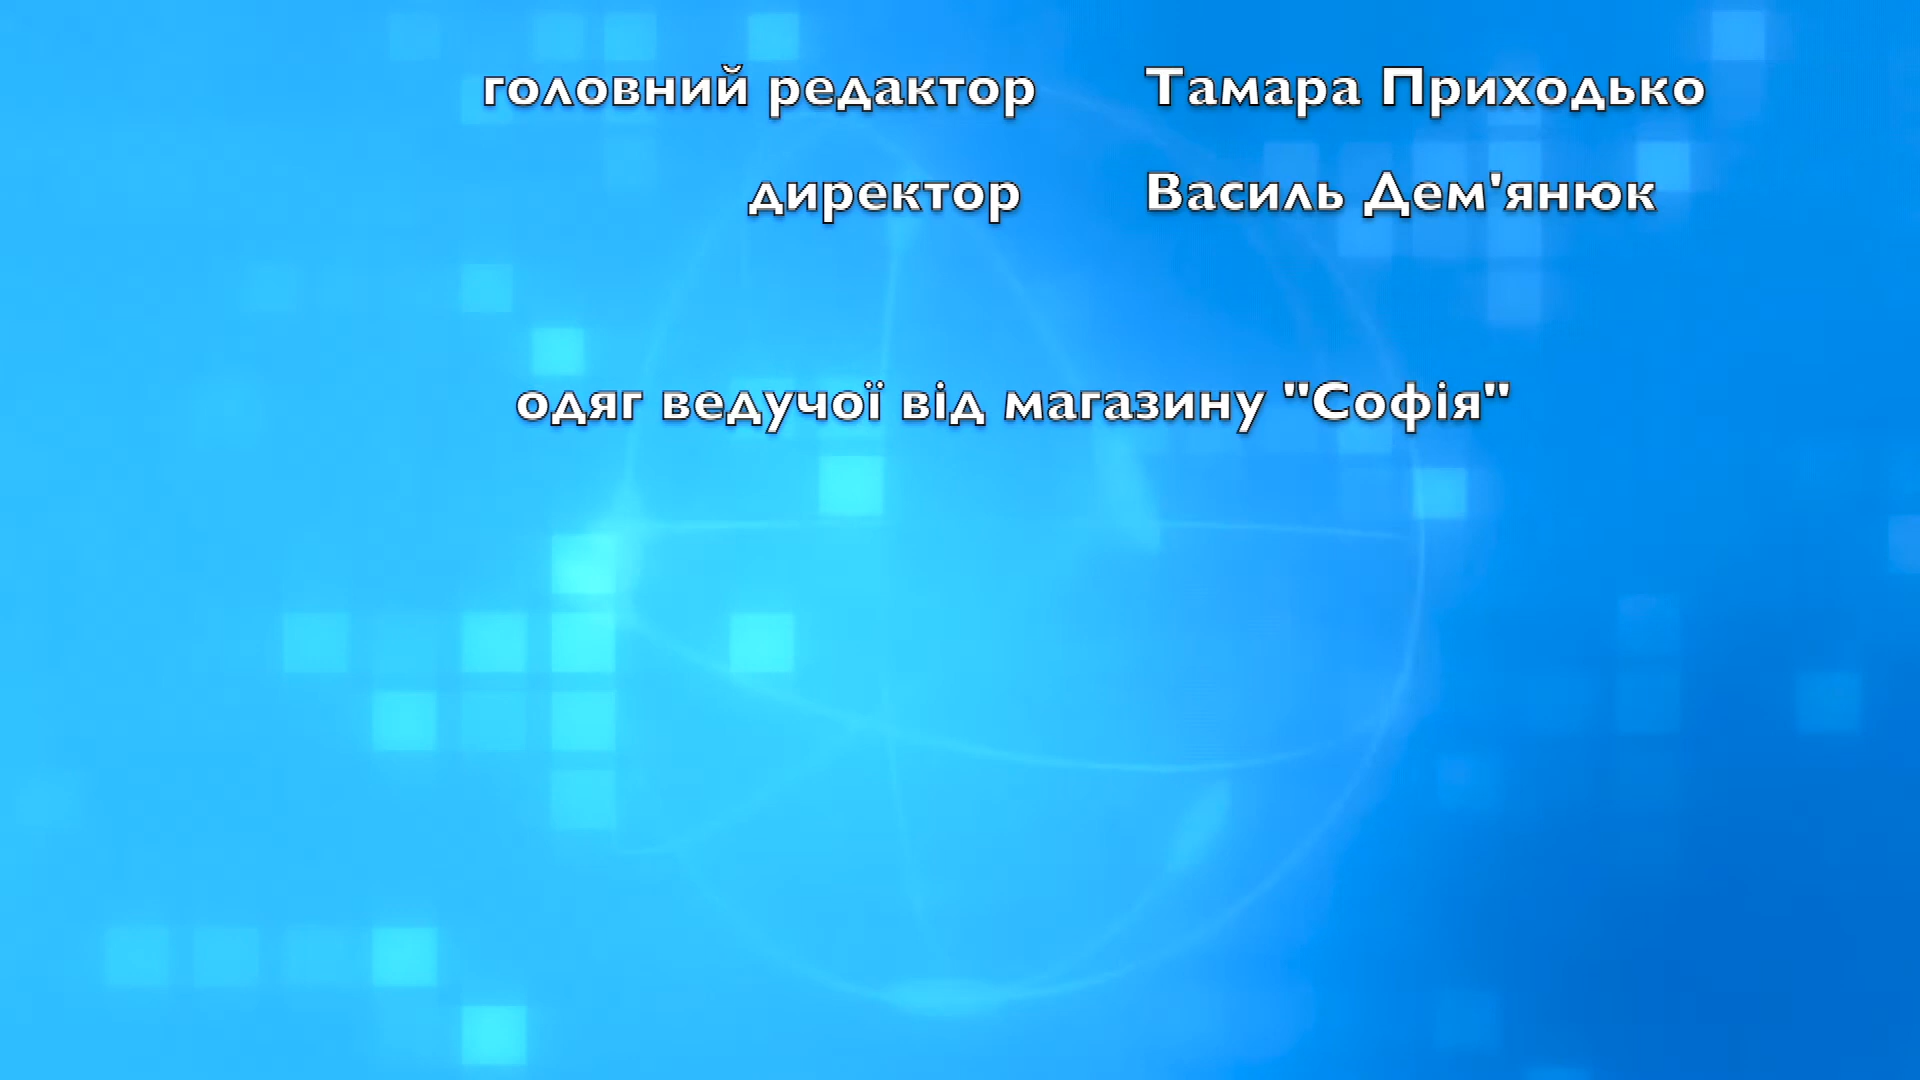 головний редактор Тамара Приходько
директор Василь Дем'янюк
одяг ведучої від магазину "Софія"